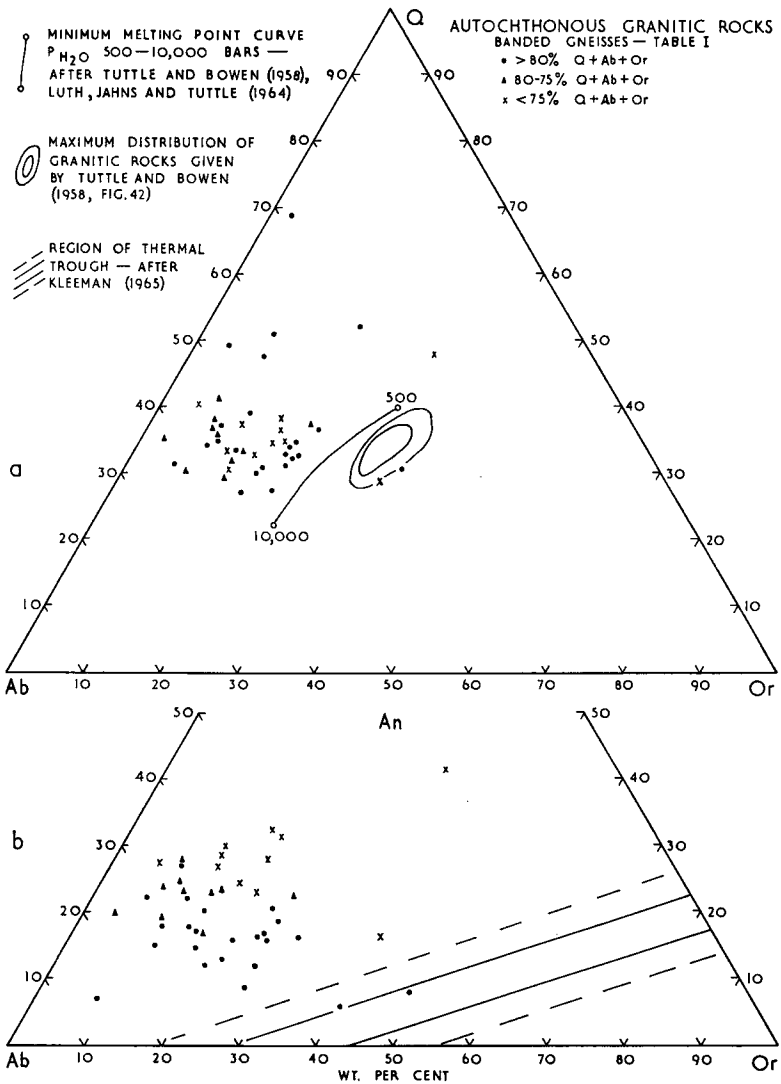 MINIMUM MELTING POINT CURVE
P H2O 500—10,000 BARS —
AFTER TUTTLE AND BOWEN (1958),
LUTH, JAHNS AND TUTTLE (1964)
MAXIMUM DISTRIBUTION OF
GRANITIC ROCKS GIVEN
BY TUTTLE AND BOWEN
(1958, FIG.42)
REGION OF THERMAL
TROUGH — AFTER
KLEEMAN (1965)
Q
AUTOCHTHONOUS GRANITIC ROCKS
BANDED GNEISSES — TABLE I
• >80% Q+Ab+Or
▲ 80-75% Q+Ab+Or
x <75% Q+Ab+Or
90 90
80 80
70 70
60 60
50 50
40 500 40
a 30 30
20 10,000 20
10 10
Ab 10 20 30 40 50 60 70 80 90 Or
An
50 50
40 40
b 30 30
20 20
10 10
Ab 10 20 30 40 50 60 70 80 90 Or
WT. PER CENT